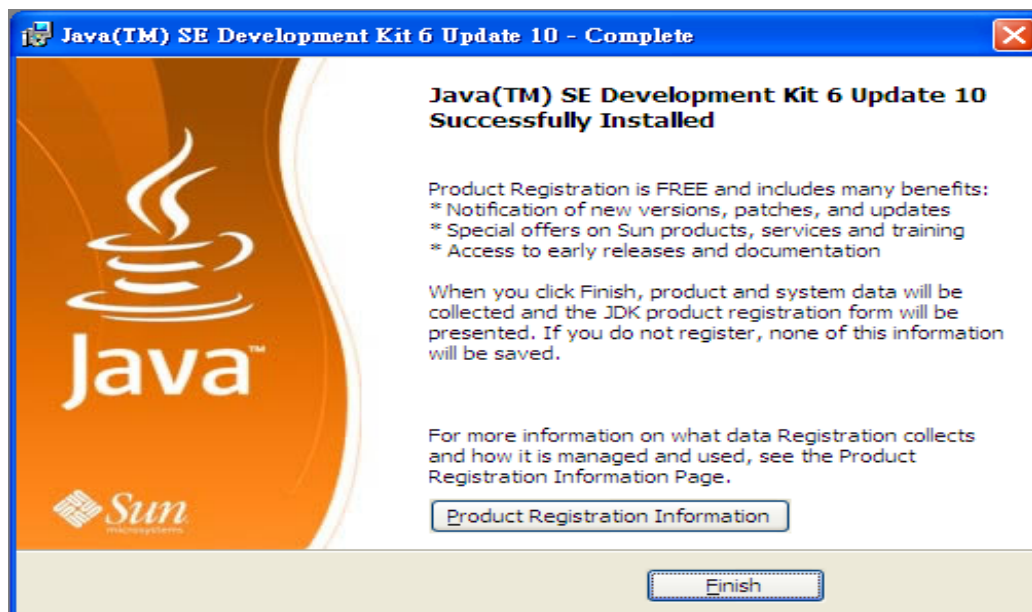 Java(TM) SE Development Kit 6 Update 10 - Complete
Java(TM) SE Development Kit 6 Update 10
Successfully Installed
Product Registration is FREE and includes many benefits:
* Notification of new versions, patches, and updates
* Special offers on Sun products, services and training
* Access to early releases and documentation
When you click Finish, product and system data will be
collected and the JDK product registration form will be
presented. If you do not register, none of this information
will be saved.
Java™
For more information on what data Registration collects
and how it is managed and used, see the Product
Registration Information Page.
Sun
microsystems
Product Registration Information
Finish